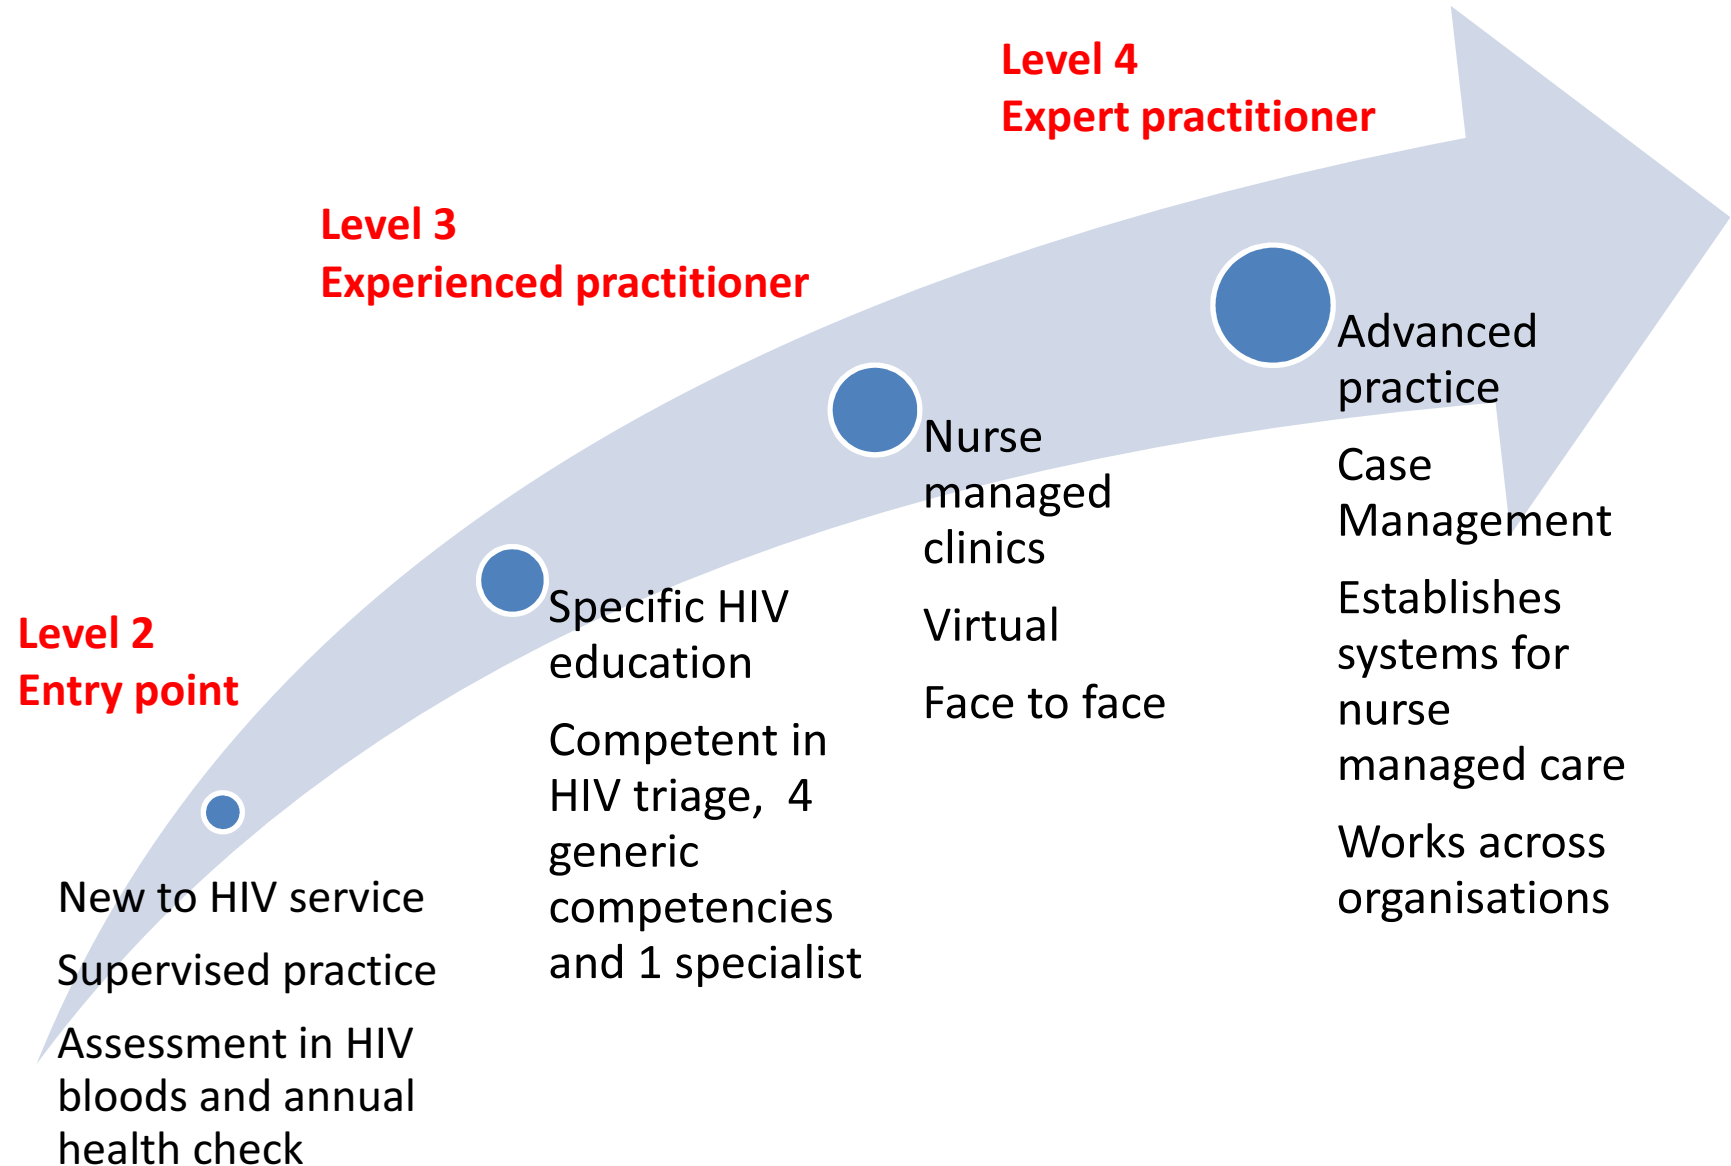 Level 4
Expert practitioner
Level 3
Experienced practitioner
Level 2
Entry point
New to HIV service
Supervised practice
Assessment in HIV
bloods and annual
health check
Specific HIV
education
Competent in
HIV triage,  4
generic
competencies
and 1 specialist
Nurse
managed
clinics
Virtual
Face to face
Advanced
practice
Case
Management
Establishes
systems for
nurse
managed care
Works across
organisations